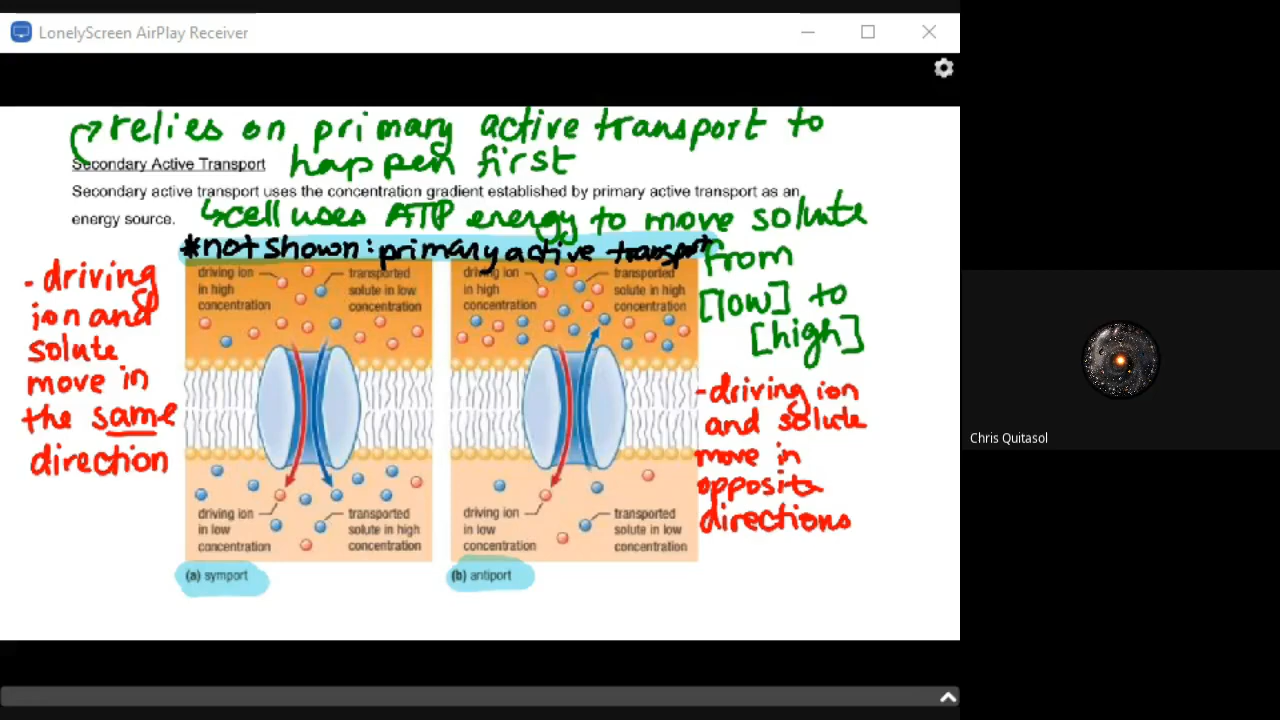 LonelyScreen AirPlay Receiver
relies on primary active transport to
happen first
Secondary Active Transport
Secondary active transport uses the concentration gradient established by primary active transport as an
energy source.
↳cell uses ATP energy to move solute
from
[low] to
[high]
*not shown: primary active transport
- driving
ion and
solute
move in
the same
direction
driving ion
in high
concentration
transported
solute in low
concentration
driving ion
in low
concentration
transported
solute in high
concentration
(a) symport
driving ion
in high
concentration
transported
solute in high
concentration
driving ion
in low
concentration
transported
solute in low
concentration
(b) antiport
-driving ion
and solute
move in
opposite
directions
Chris Quitasol